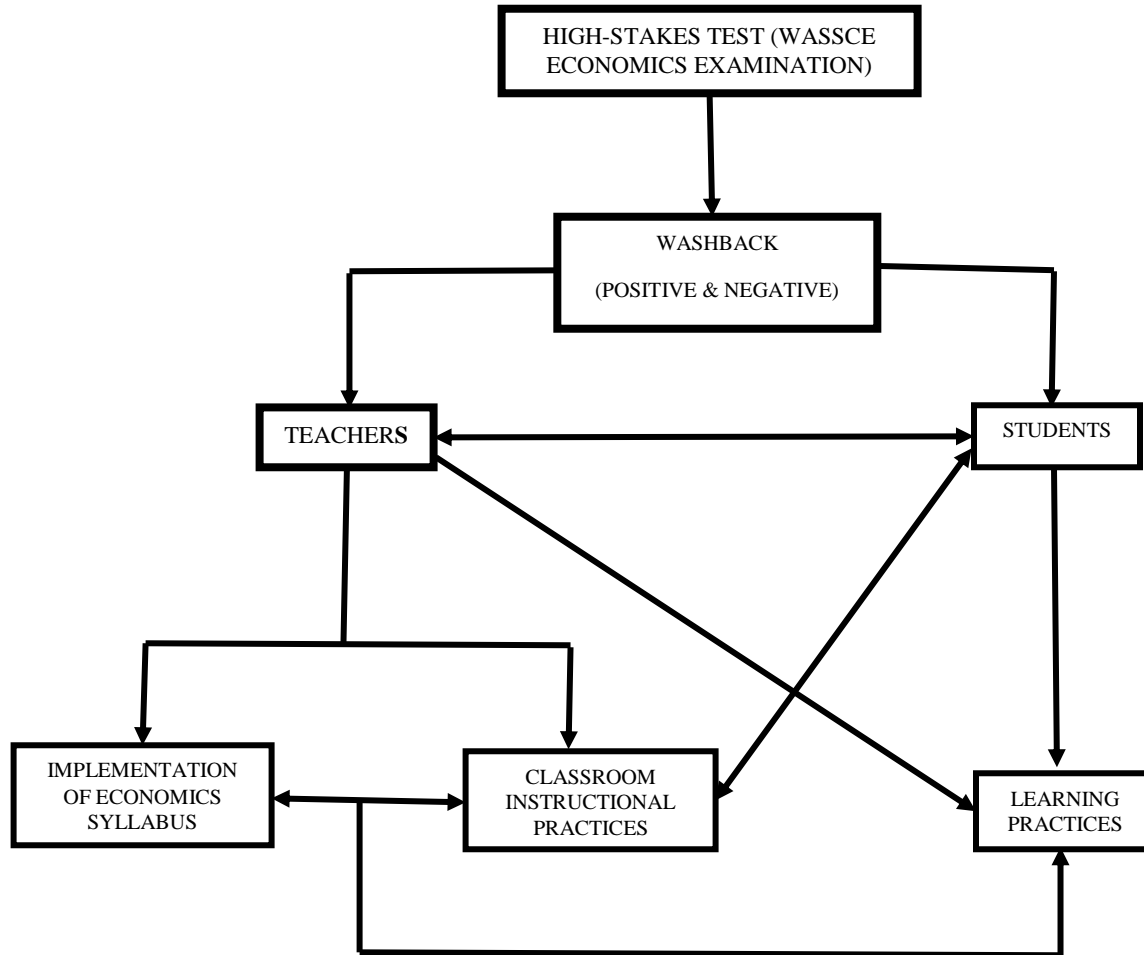 HIGH-STAKES TEST (WASSCE
ECONOMICS EXAMINATION)
WASHBACK
(POSITIVE & NEGATIVE)
TEACHERS
STUDENTS
IMPLEMENTATION
OF ECONOMICS
SYLLABUS
CLASSROOM
INSTRUCTIONAL
PRACTICES
LEARNING
PRACTICES